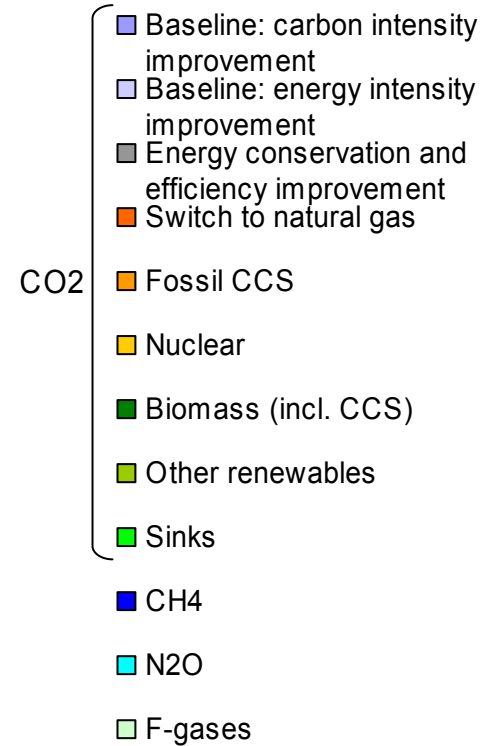 Baseline: carbon intensity
improvement
Baseline: energy intensity
improvement
Energy conservation and
efficiency improvement
Switch to natural gas
CO2
Fossil CCS
Nuclear
Biomass (incl. CCS)
Other renewables
Sinks
CH4
N2O
F-gases